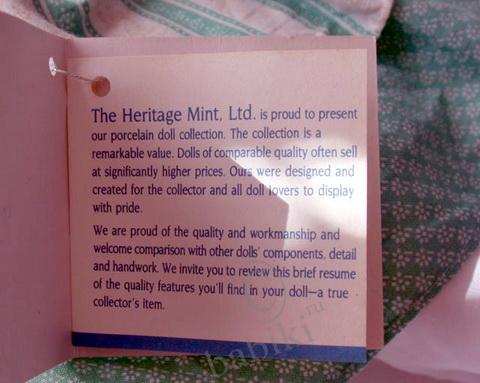 The Heritage Mint, Ltd. is proud to present
our porcelain doll collection. The collection is a
remarkable value. Dolls of comparable quality often sell
at significantly higher prices. Ours were designed and
created for the collector and all doll lovers to display
with pride.
We are proud of the quality and workmanship and
welcome comparison with other dolls' components, detail
and handwork. We invite you to review this brief resume
of the quality features you'll find in your doll—a true
collector's item.
© babiki.ru